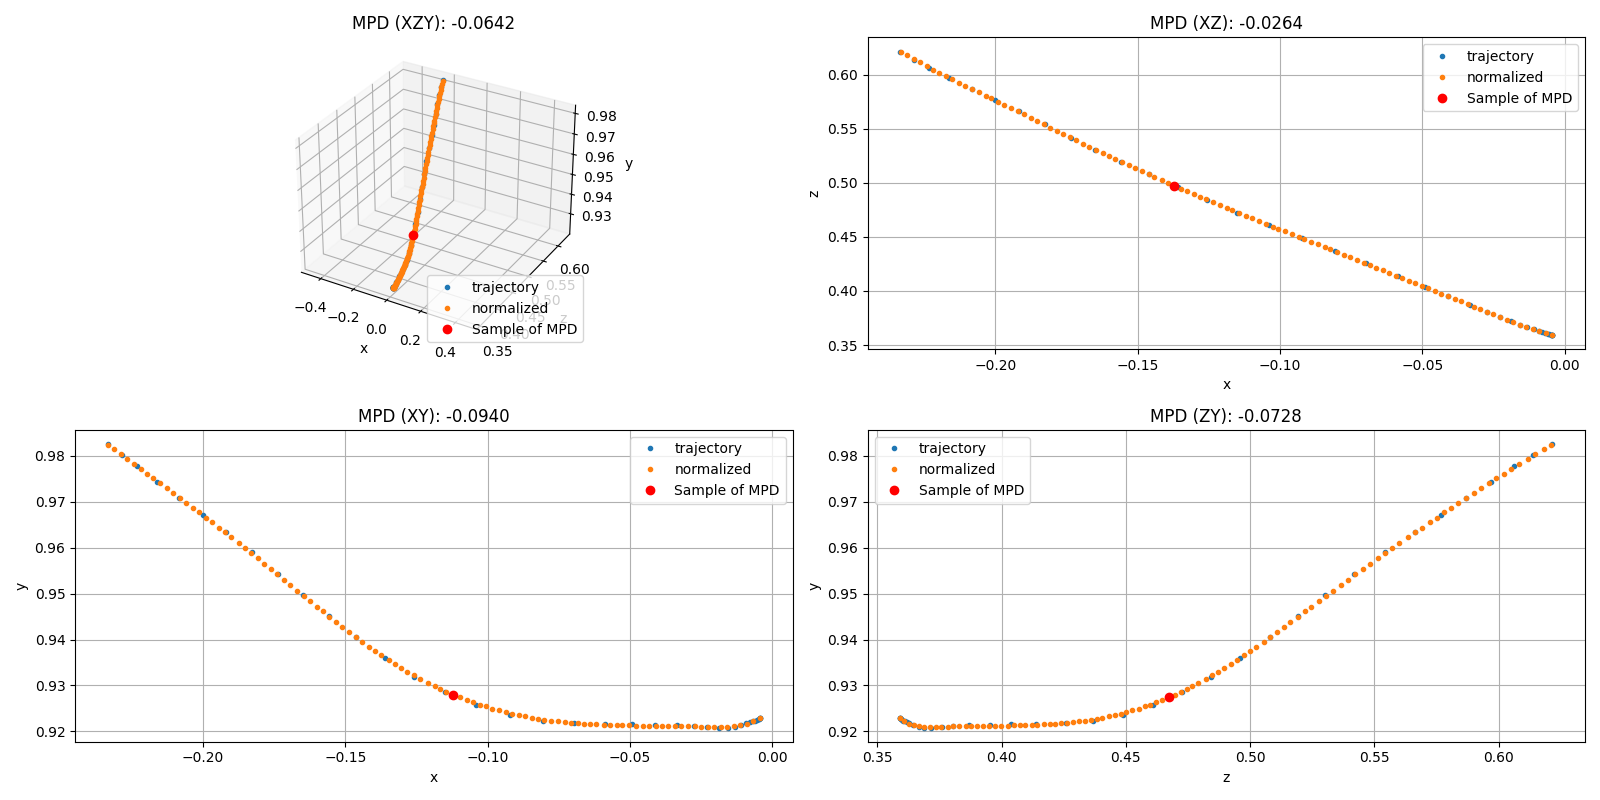 MPD (XZY): -0.0642
0.98
0.97
0.96
0.95
0.94
0.93
y
0.60
0.55
0.50
0.45
0.40
0.35
z
−0.4
−0.2
0.0
0.2
0.4
x
trajectory
normalized
Sample of MPD
MPD (XZ): -0.0264
trajectory
normalized
Sample of MPD
0.60
0.55
0.50
0.45
0.40
0.35
z
−0.20
−0.15
−0.10
−0.05
0.00
x
MPD (XY): -0.0940
trajectory
normalized
Sample of MPD
0.98
0.97
0.96
0.95
0.94
0.93
0.92
y
−0.20
−0.15
−0.10
−0.05
0.00
x
MPD (ZY): -0.0728
trajectory
normalized
Sample of MPD
0.98
0.97
0.96
0.95
0.94
0.93
0.92
y
0.35
0.40
0.45
0.50
0.55
0.60
z